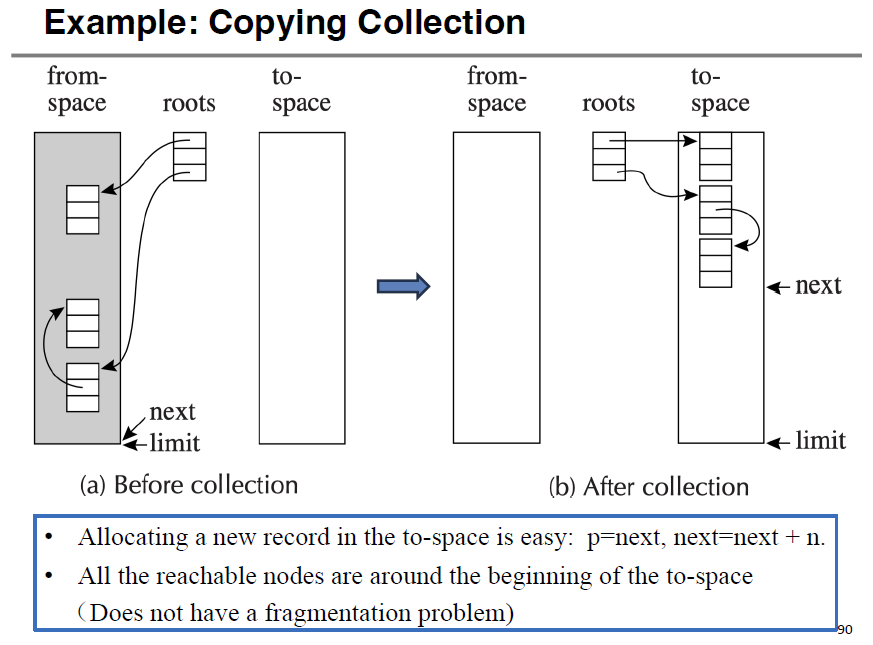 Example: Copying Collection
from-
space
roots
to-
space
next
limit
(a) Before collection
from-
space
roots
to-
space
next
limit
(b) After collection
• Allocating a new record in the to-space is easy: p=next, next=next + n.
• All the reachable nodes are around the beginning of the to-space
（Does not have a fragmentation problem)
90